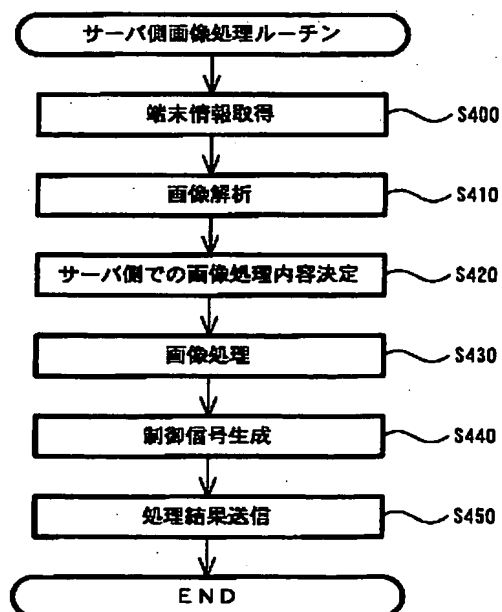 サーバ側画像処理ルーチン
端末情報取得 S400
画像解析 S410
サーバ側での画像処理内容決定 S420
画像処理 S430
制御信号生成 S440
処理結果送信 S450
END